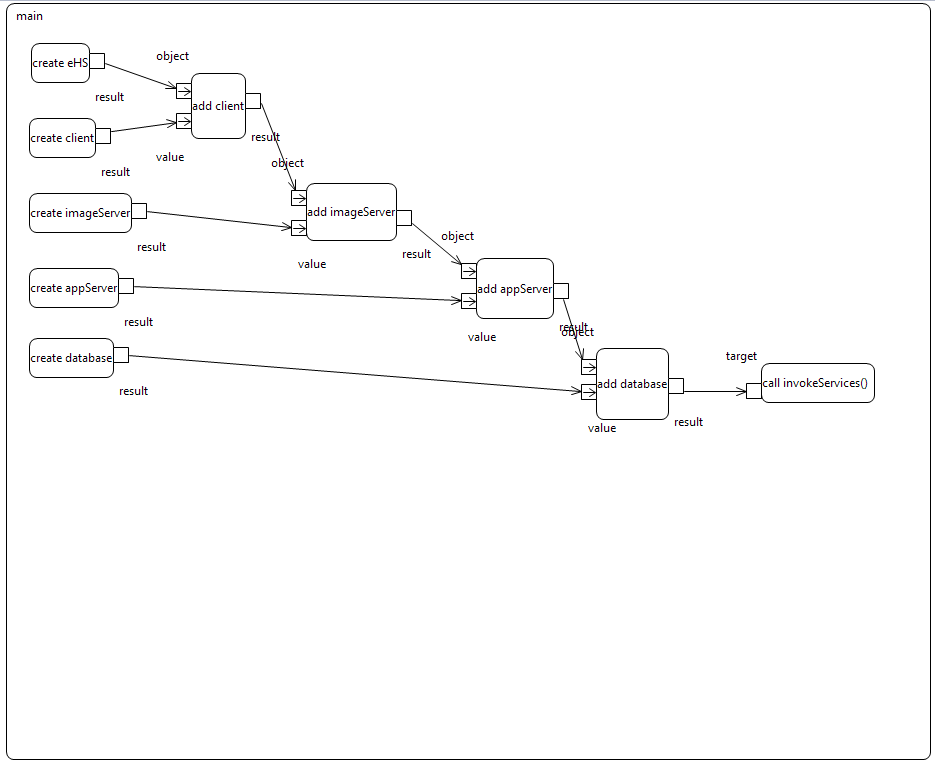 main
create eHS
object
result
add client
create client
result
value
result
object
create imageServer
result
add imageServer
value
result
object
create appServer
result
add appServer
value
result
object
create database
result
add database
value
result
target
call invokeServices()